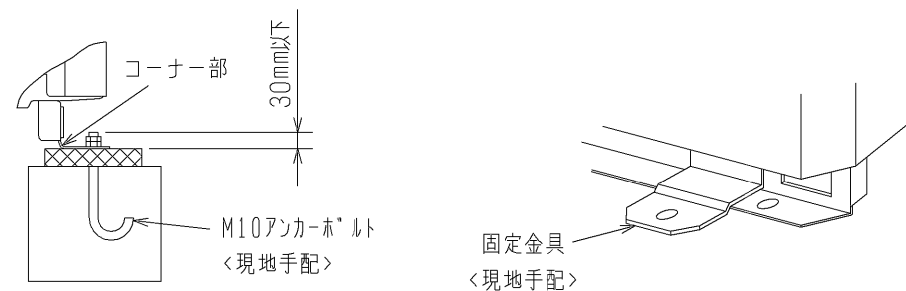 コーナー部
30mm以下
M10アンカーボルト
<現地手配>
固定金具
<現地手配>